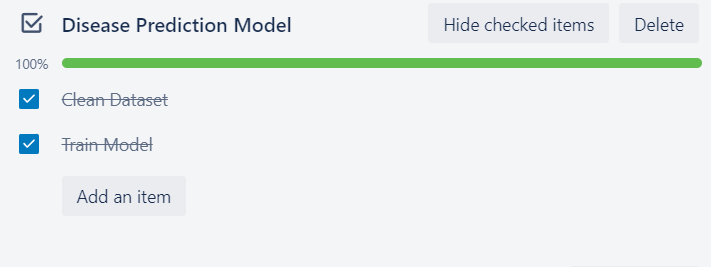 Disease Prediction Model
Hide checked items
Delete
100%
Clean Dataset
Train Model
Add an item